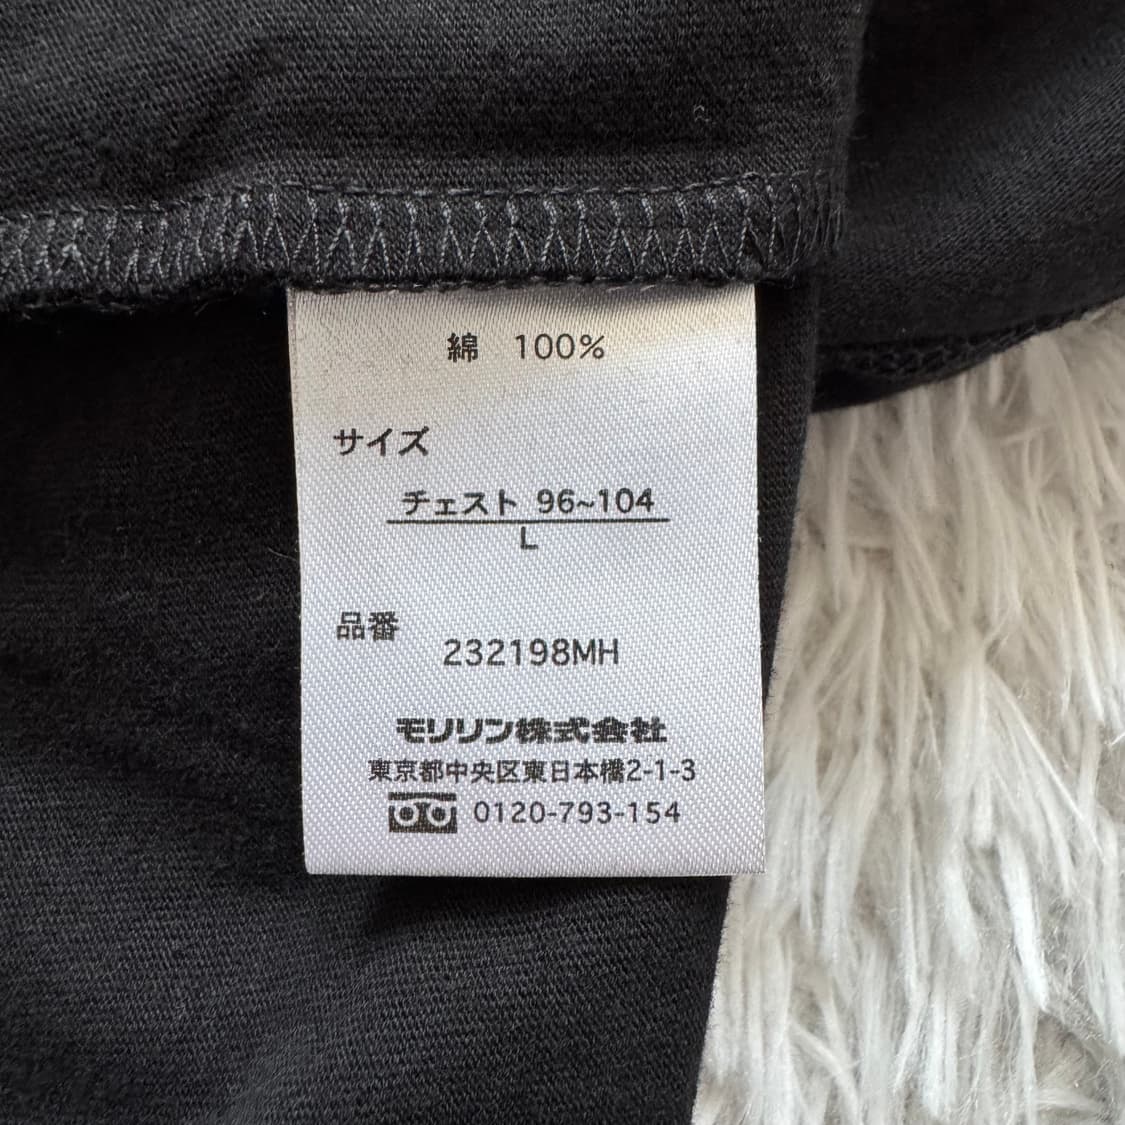 綿 100%
サイズ
チェスト 96~104
L
品番
232198MH
モリリン株式会社
東京都中央区東日本橋2-1-3
0120-793-154